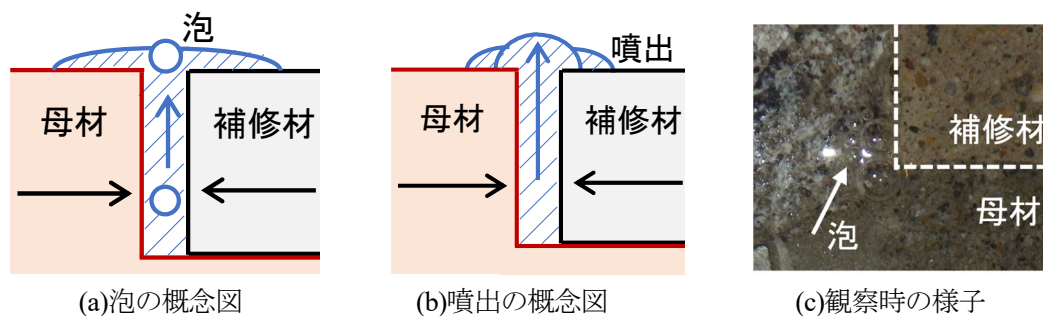 泡
母材
補修材
(a)泡の概念図
噴出
母材
補修材
(b)噴出の概念図
補修材
母材
泡
(c)観察時の様子